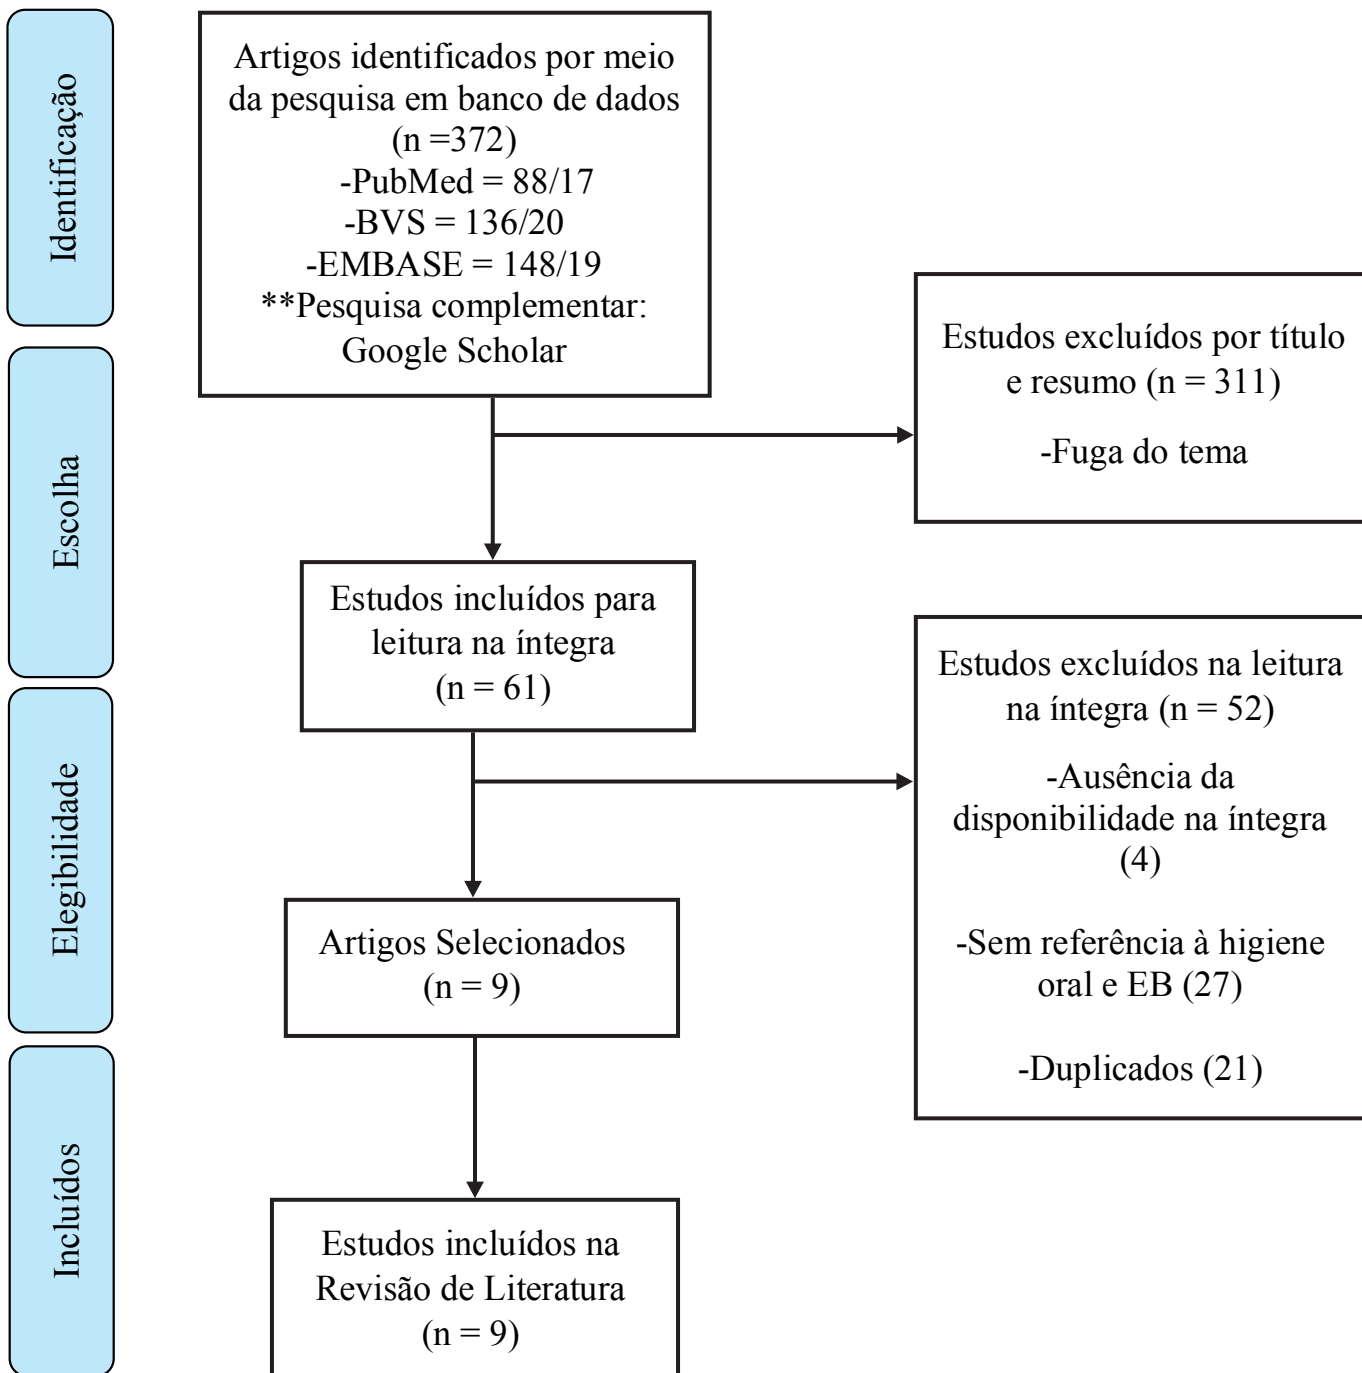 Identificação
Artigos identificados por meio
da pesquisa em banco de dados
(n =372)
-PubMed = 88/17
-BVS = 136/20
-EMBASE = 148/19
**Pesquisa complementar:
Google Scholar
Escolha
Estudos excluídos por título
e resumo (n = 311)
-Fuga do tema
Estudos incluídos para
leitura na íntegra
(n = 61)
Elegibilidade
Estudos excluídos na leitura
na íntegra (n = 52)
-Ausência da
disponibilidade na íntegra
(4)
-Sem referência à higiene
oral e EB (27)
-Duplicados (21)
Artigos Selecionados
(n = 9)
Incluídos
Estudos incluídos na
Revisão de Literatura
(n = 9)